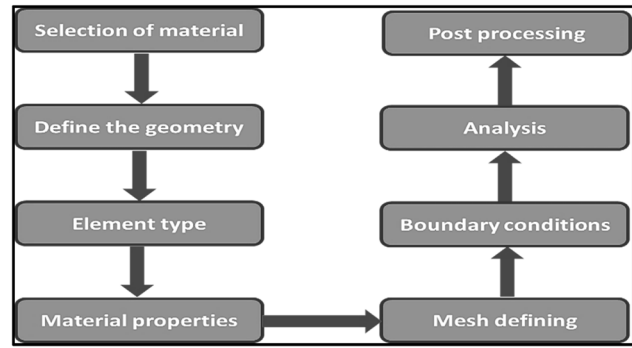 Selection of material
Define the geometry
Element type
Material properties
Mesh defining
Boundary conditions
Analysis
Post processing